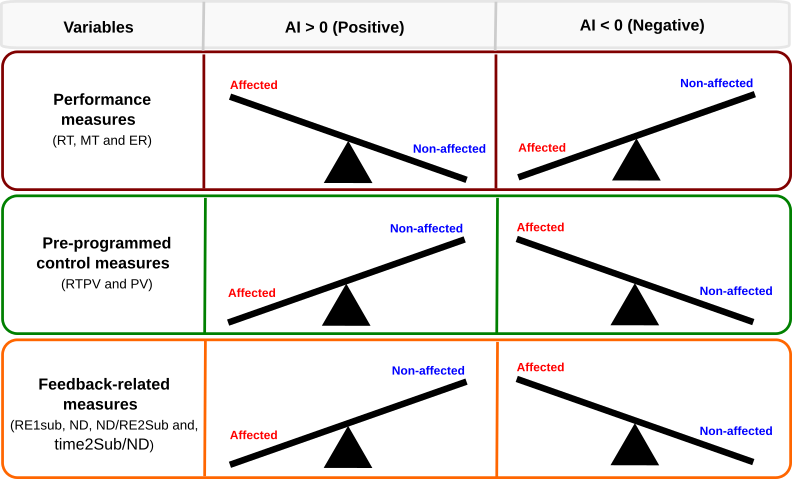 Variables
AI > 0 (Positive)
AI < 0 (Negative)
Performance
measures
(RT, MT and ER)
Affected
Non-affected
Non-affected
Affected
Pre-programmed
control measures
(RTPV and PV)
Non-affected
Affected
Affected
Non-affected
Feedback-related
measures
(RE1sub, ND, ND/RE2Sub and,
time2Sub/ND)
Non-affected
Affected
Affected
Non-affected